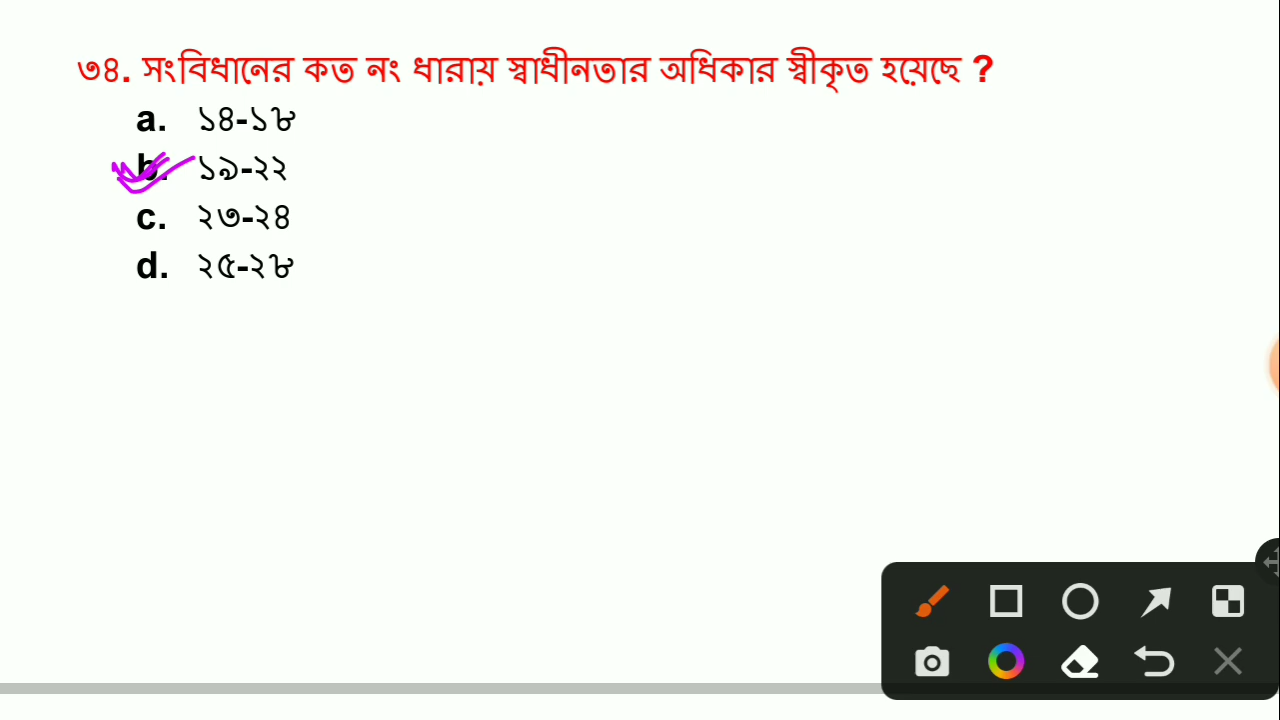 ৩৪. সংবিধানের কত নং ধারায় স্বাধীনতার অধিকার স্বীকৃত হয়েছে ?
a. ১৪-১৮
b. ১৯-২২
c. ২৩-২৪
d. ২৫-২৮